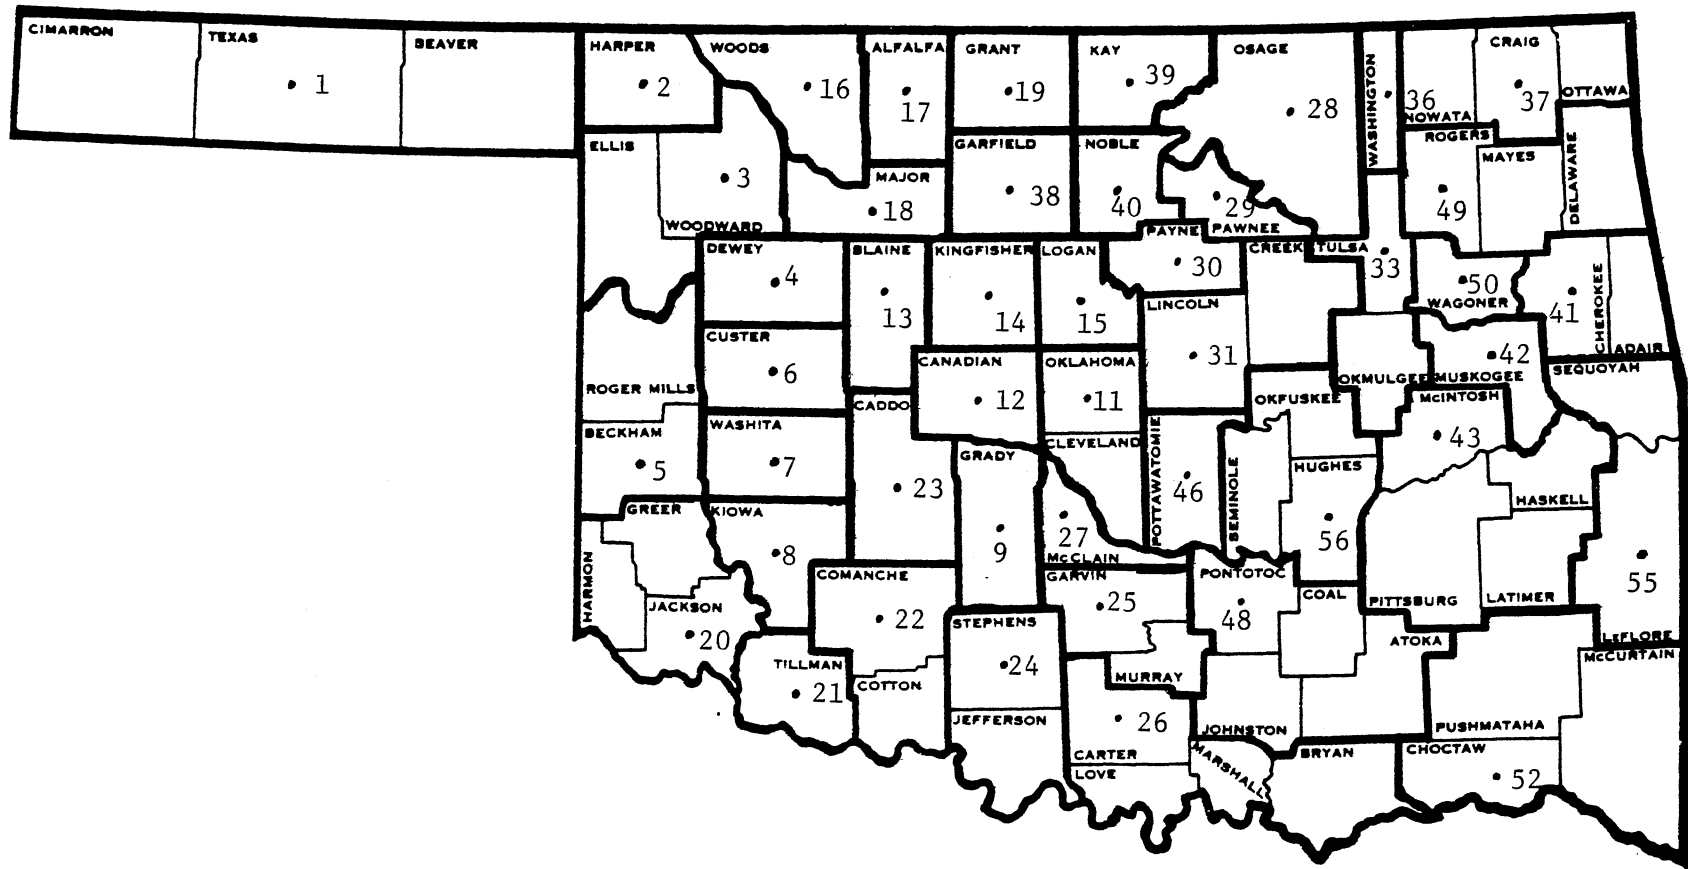 CIMARRON
TEXAS
1
BEAVER
HARPER
2
WOODS
16
ALFALFA
17
GRANT
19
KAY
39
OSAGE
28
WASHINGTON
36
NOWATA
CRAIG
37
OTTAWA
ELLIS
3
WOODWARD
MAJOR
18
GARFIELD
38
NOBLE
40
29
PAWNEE
ROGERS
49
MAYES
DELAWARE
DEWEY
4
BLAINE
13
KINGFISHER
14
LOGAN
15
PAYNE
30
CREEK
TULSA
33
50
WAGONER
41
CHEROKEE
ADAIR
CUSTER
6
CANADIAN
12
OKLAHOMA
11
LINCOLN
31
OKMULGEE
42
MUSKOGEE
SEQUOYAH
ROGER MILLS
BECKHAM
5
WASHITA
7
CADDO
23
GRADY
9
CLEVELAND
27
McCLAIN
POTTAWATOMIE
46
SEMINOLE
OKFUSKEE
HUGHES
56
McINTOSH
43
HASKELL
GREER
KIOWA
8
HARMON
JACKSON
20
COMANCHE
22
GARVIN
25
PONTOTOC
48
COAL
PITTSBURG
LATIMER
55
LeFLORE
TILLMAN
21
COTTON
STEPHENS
24
MURRAY
ATOKA
McCURTAIN
JEFFERSON
26
CARTER
JOHNSTON
PUSHMATAHA
LOVE
MARSHALL
BRYAN
CHOCTAW
52